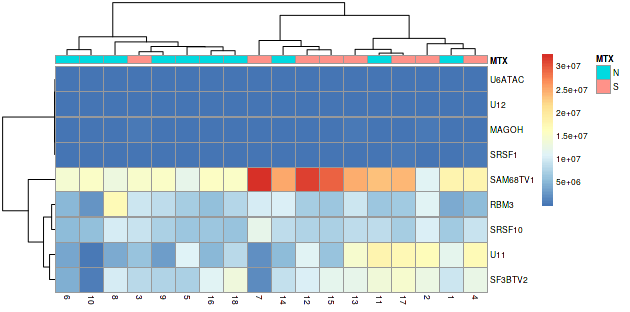 MTX
U6ATAC
U12
MAGOH
SRSF1
SAM68TV1
RBM3
SRSF10
U11
SF3BTV2
6 10 8 3 9 5 16 18 7 14 12 15 13 11 17 2 1 4
3e+07
2.5e+07
2e+07
1.5e+07
1e+07
5e+06
MTX
N
S